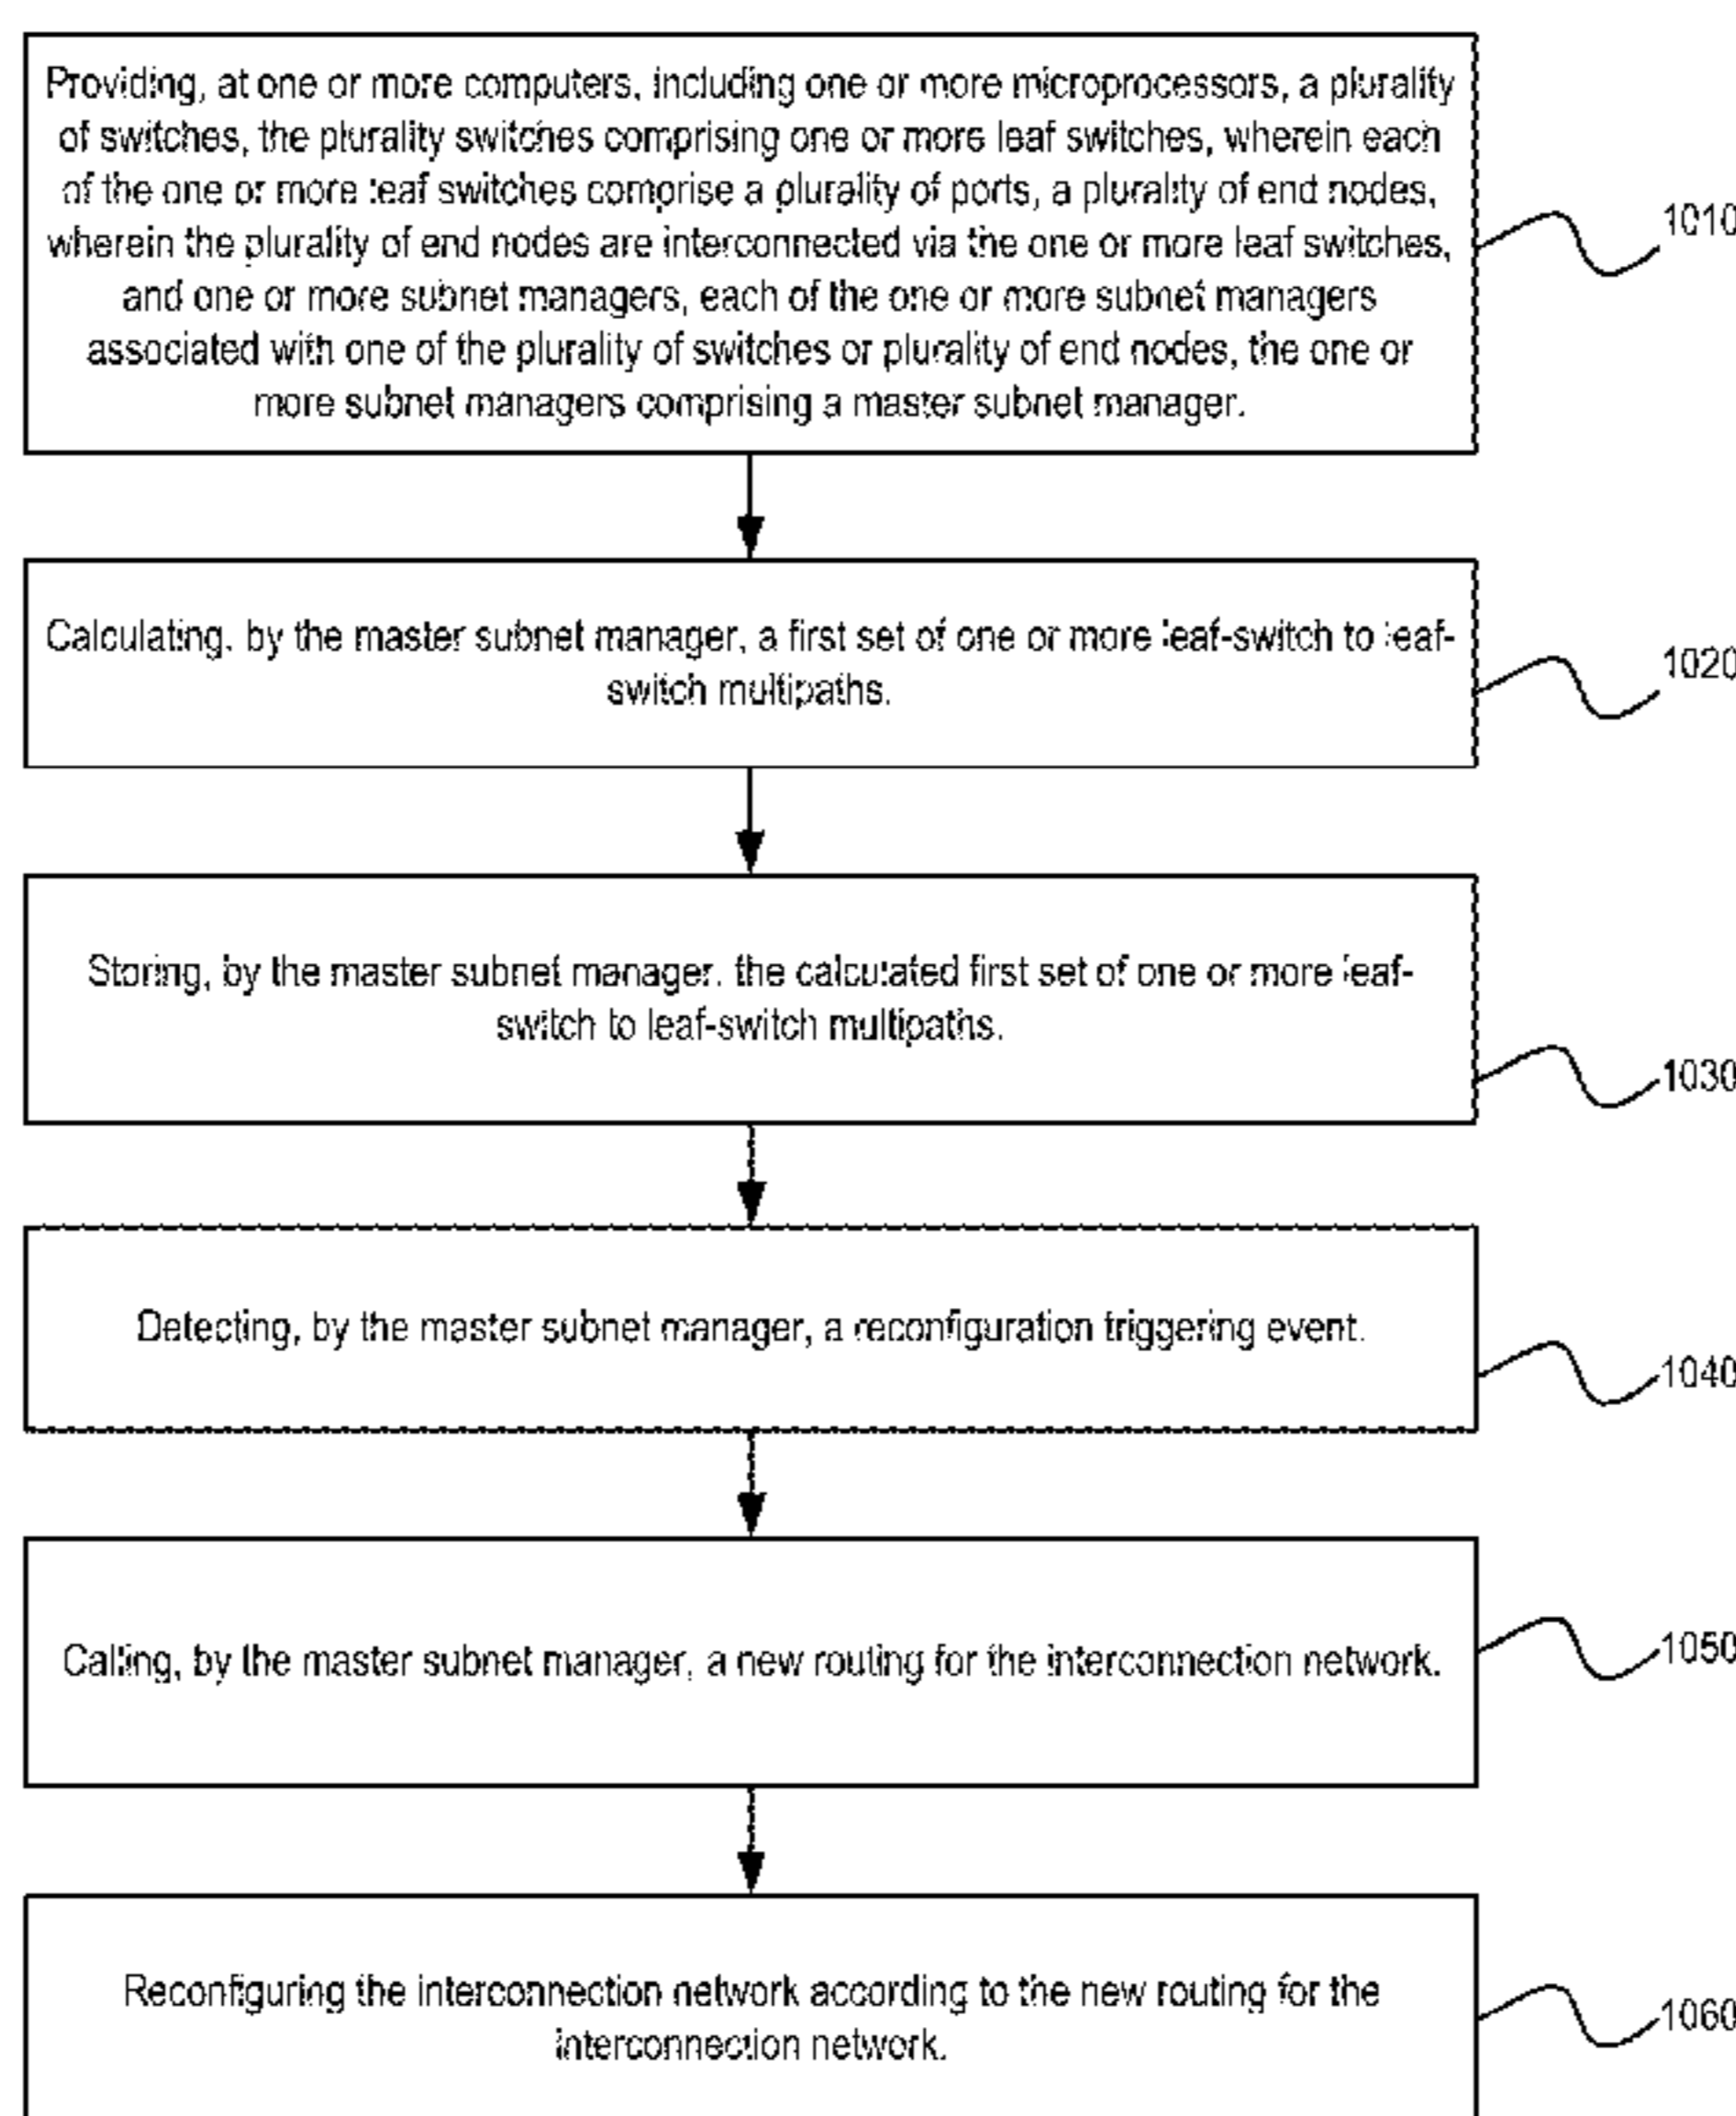 Providing, at one or more computers, including one or more microprocessors, a plurality
of switches, the plurality switches comprising one or more leaf switches, wherein each
of the one or more leaf switches comprise a plurality of ports, a plurality of end nodes,
wherein the plurality of end nodes are interconnected via the one or more leaf switches,
and one or more subnet managers, each of the one or more subnet managers
associated with one of the plurality of switches or plurality of end nodes, the one or
more subnet managers comprising a master subnet manager.
1010
Calculating, by the master subnet manager, a first set of one or more leaf-switch to leaf-
switch multipaths.
1020
Storing, by the master subnet manager, the calculated first set of one or more leaf-
switch to leaf-switch multipaths.
1030
Detecting, by the master subnet manager, a reconfiguration triggering event.
1040
Calling, by the master subnet manager, a new routing for the interconnection network.
1050
Reconfiguring the interconnection network according to the new routing for the
interconnection network.
1060